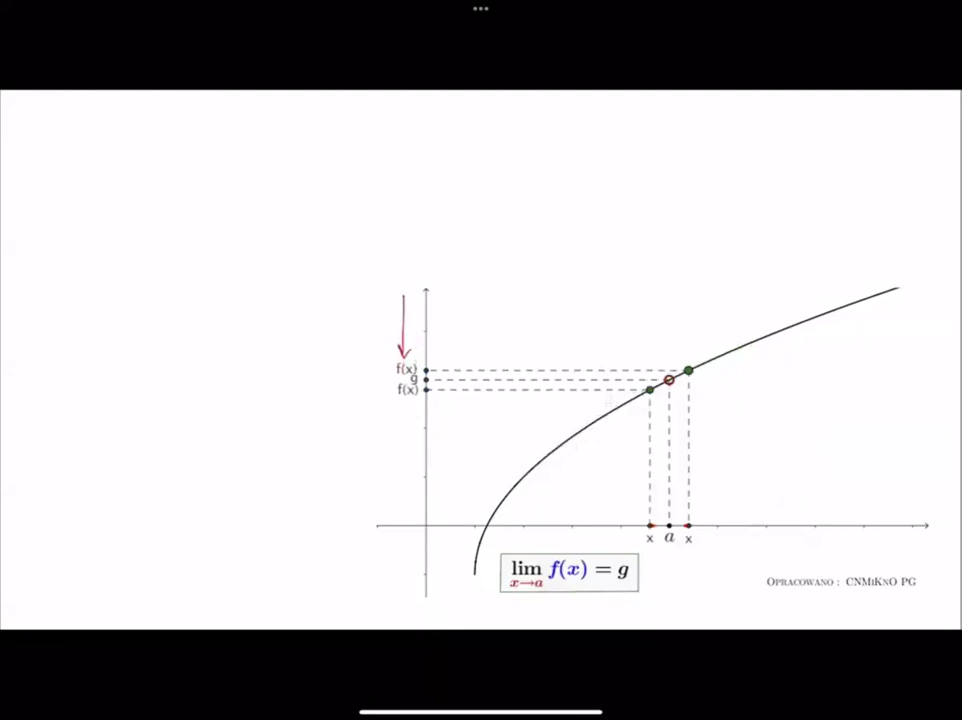 f(x)
g
f(x)
x a x
lim f(x) = g
x→a
OPRACOWANO : CNMiKnO PG